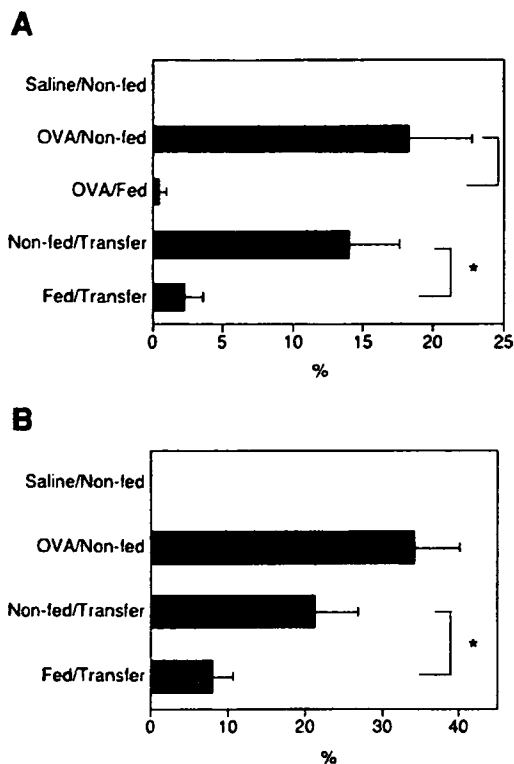 A
Saline/Non-fed
OVA/Non-fed
OVA/Fed
Non-fed/Transfer
*
Fed/Transfer
0 5 10 15 20 25
%
B
Saline/Non-fed
OVA/Non-fed
Non-fed/Transfer
*
Fed/Transfer
0 10 20 30 40
%